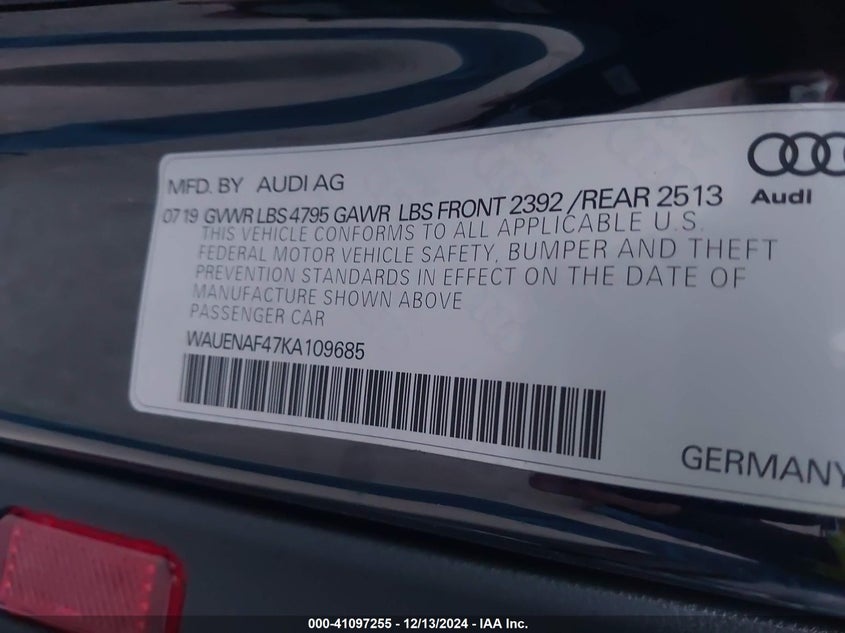 MFD. BY AUDI AG
Audi
0719 GVWR LBS 4795 GAWR LBS FRONT 2392 /REAR 2513
THIS VEHICLE CONFORMS TO ALL APPLICABLE U.S.
FEDERAL MOTOR VEHICLE SAFETY, BUMPER AND THEFT
PREVENTION STANDARDS IN EFFECT ON THE DATE OF
MANUFACTURE SHOWN ABOVE
PASSENGER CAR
WAUENAF47KA109685
GERMANY
000-41097255 - 12/13/2024 - IAA Inc.